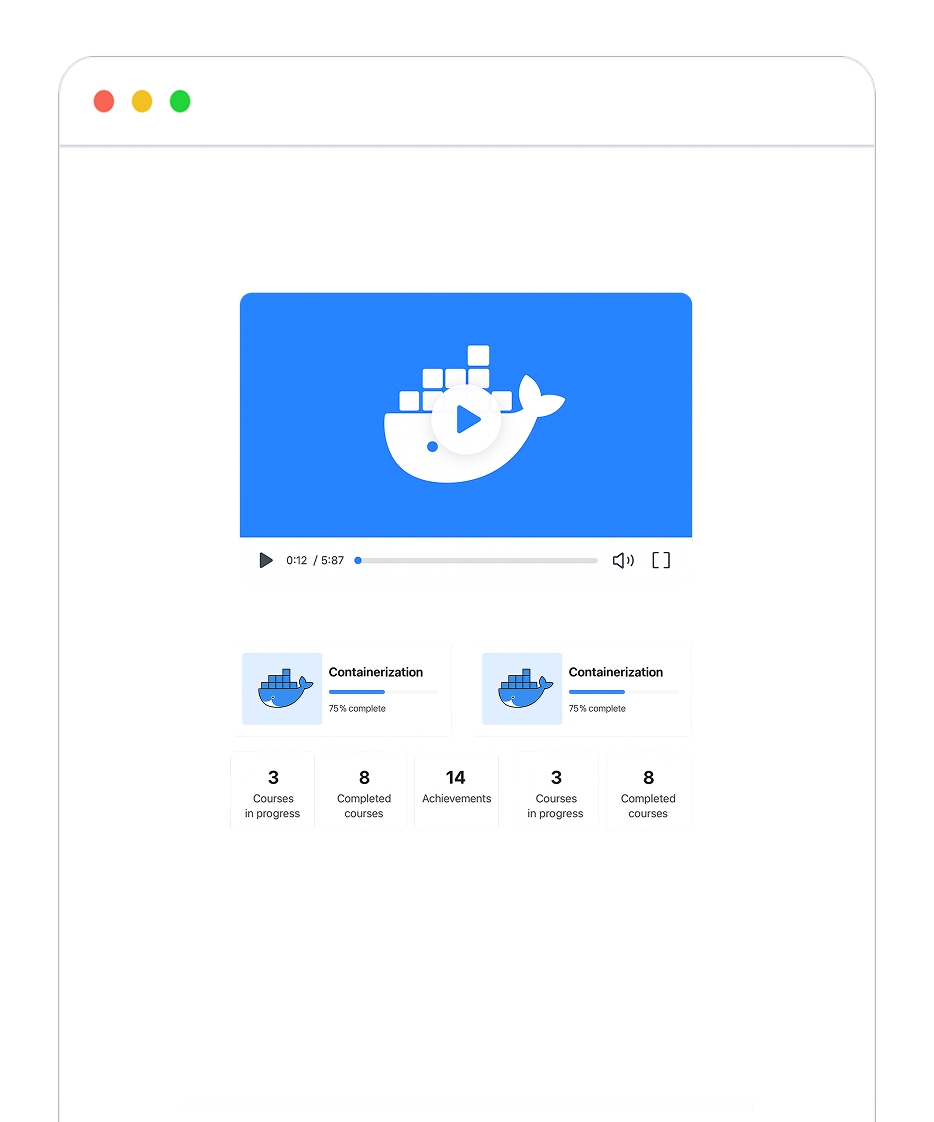 0:12 / 5:87
Containerization
75% complete
Containerization
75% complete
3
Courses
in progress
8
Completed
courses
14
Achievements
3
Courses
in progress
8
Completed
courses